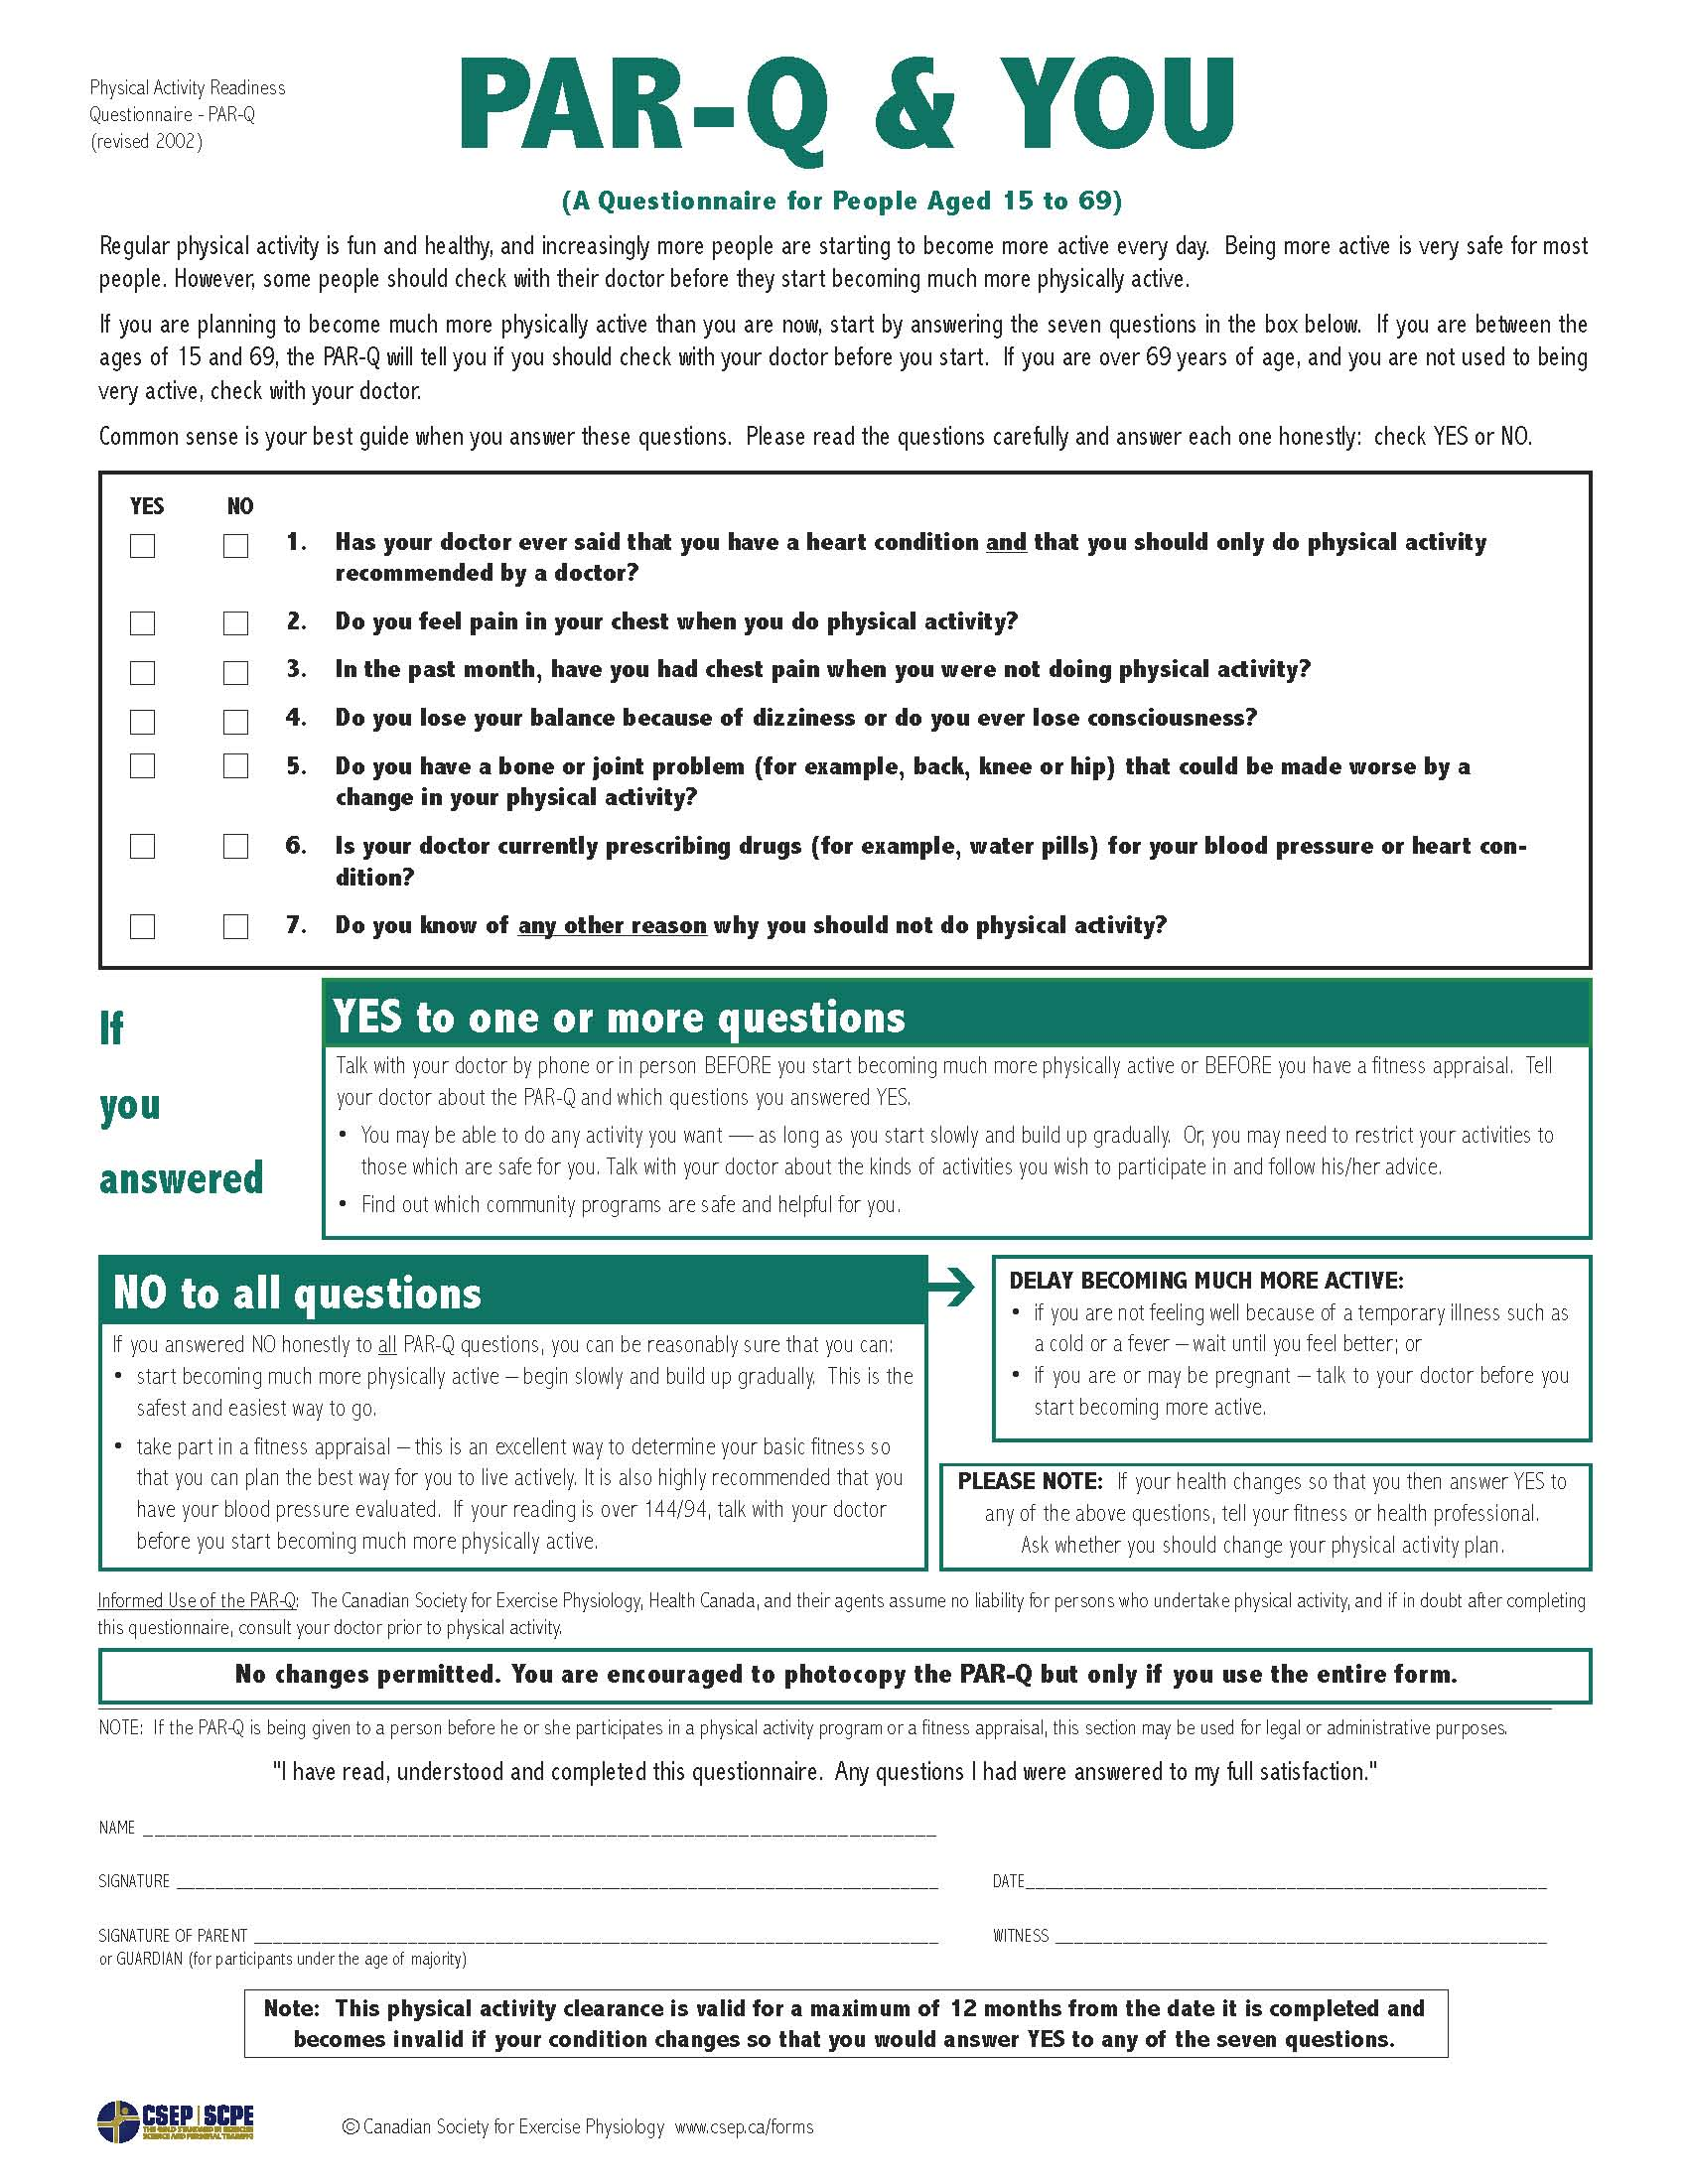 Physical Activity Readiness
Questionnaire - PAR-Q
(revised 2002)
PAR-Q & YOU
(A Questionnaire for People Aged 15 to 69)
Regular physical activity is fun and healthy, and increasingly more people are starting to become more active every day. Being more active is very safe for most
people. However, some people should check with their doctor before they start becoming much more physically active.
If you are planning to become much more physically active than you are now, start by answering the seven questions in the box below. If you are between the
ages of 15 and 69, the PAR-Q will tell you if you should check with your doctor before you start. If you are over 69 years of age, and you are not used to being
very active, check with your doctor.
Common sense is your best guide when you answer these questions. Please read the questions carefully and answer each one honestly: check YES or NO.
YES NO
1. Has your doctor ever said that you have a heart condition and that you should only do physical activity
recommended by a doctor?
2. Do you feel pain in your chest when you do physical activity?
3. In the past month, have you had chest pain when you were not doing physical activity?
4. Do you lose your balance because of dizziness or do you ever lose consciousness?
5. Do you have a bone or joint problem (for example, back, knee or hip) that could be made worse by a
change in your physical activity?
6. Is your doctor currently prescribing drugs (for example, water pills) for your blood pressure or heart con-
dition?
7. Do you know of any other reason why you should not do physical activity?
If
you
answered
YES to one or more questions
Talk with your doctor by phone or in person BEFORE you start becoming much more physically active or BEFORE you have a fitness appraisal. Tell
your doctor about the PAR-Q and which questions you answered YES.
• You may be able to do any activity you want — as long as you start slowly and build up gradually. Or, you may need to restrict your activities to
those which are safe for you. Talk with your doctor about the kinds of activities you wish to participate in and follow his/her advice.
• Find out which community programs are safe and helpful for you.
NO to all questions
If you answered NO honestly to all PAR-Q questions, you can be reasonably sure that you can:
• start becoming much more physically active – begin slowly and build up gradually. This is the
safest and easiest way to go.
• take part in a fitness appraisal – this is an excellent way to determine your basic fitness so
that you can plan the best way for you to live actively. It is also highly recommended that you
have your blood pressure evaluated. If your reading is over 144/94, talk with your doctor
before you start becoming much more physically active.
DELAY BECOMING MUCH MORE ACTIVE:
• if you are not feeling well because of a temporary illness such as
a cold or a fever – wait until you feel better; or
• if you are or may be pregnant – talk to your doctor before you
start becoming more active.
PLEASE NOTE: If your health changes so that you then answer YES to
any of the above questions, tell your fitness or health professional.
Ask whether you should change your physical activity plan.
Informed Use of the PAR-Q: The Canadian Society for Exercise Physiology, Health Canada, and their agents assume no liability for persons who undertake physical activity, and if in doubt after completing
this questionnaire, consult your doctor prior to physical activity.
No changes permitted. You are encouraged to photocopy the PAR-Q but only if you use the entire form.
NOTE: If the PAR-Q is being given to a person before he or she participates in a physical activity program or a fitness appraisal, this section may be used for legal or administrative purposes.
"I have read, understood and completed this questionnaire. Any questions I had were answered to my full satisfaction."
NAME
SIGNATURE DATE
SIGNATURE OF PARENT WITNESS
or GUARDIAN (for participants under the age of majority)
Note: This physical activity clearance is valid for a maximum of 12 months from the date it is completed and
becomes invalid if your condition changes so that you would answer YES to any of the seven questions.
CSEP | SCPE
THE GOLD STANDARD IN EXERCISE
SCIENCE AND PERSONAL TRAINING
© Canadian Society for Exercise Physiology www.csep.ca/forms